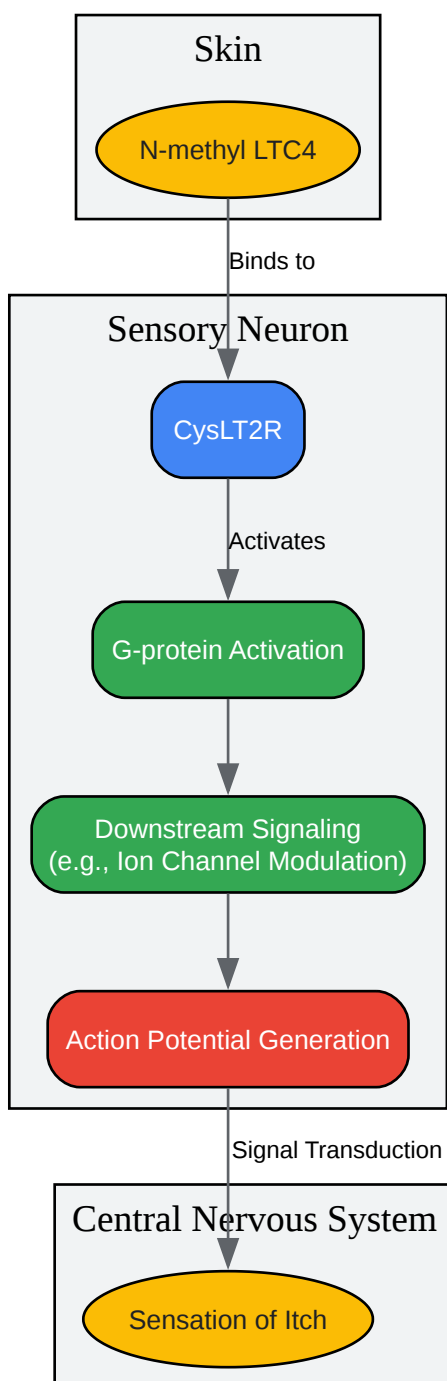 Skin
N-methyl LTC4
Binds to
Sensory Neuron
CysLT2R
Activates
G-protein Activation
Downstream Signaling
(e.g., Ion Channel Modulation)
Action Potential Generation
Signal Transduction
Central Nervous System
Sensation of Itch